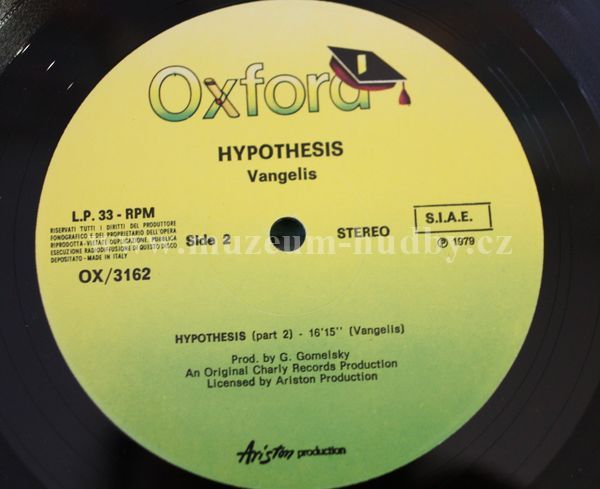 Oxford
HYPOTHESIS
Vangelis
L.P. 33 - RPM
RISERVATI TUTTI I DIRITTI DEL PRODUTTORE
FONOGRAFICO E DEL PROPRIETARIO DELL'OPERA
RIPRODOTTA - VIETATE DUPLICAZIONE, PUBBLICA
ESECUZIONE RADIODIFFUSIONE DI QUESTO DISCO
DEPOSITATO - MADE IN ITALY
OX/3162
Side 2
STEREO
S.I.A.E.
℗ 1979
muzeum-hudby.cz
HYPOTHESIS (part 2) - 16'15'' (Vangelis)
Prod. by G. Gomelsky
An Original Charly Records Production
Licensed by Ariston Production
Ariston production